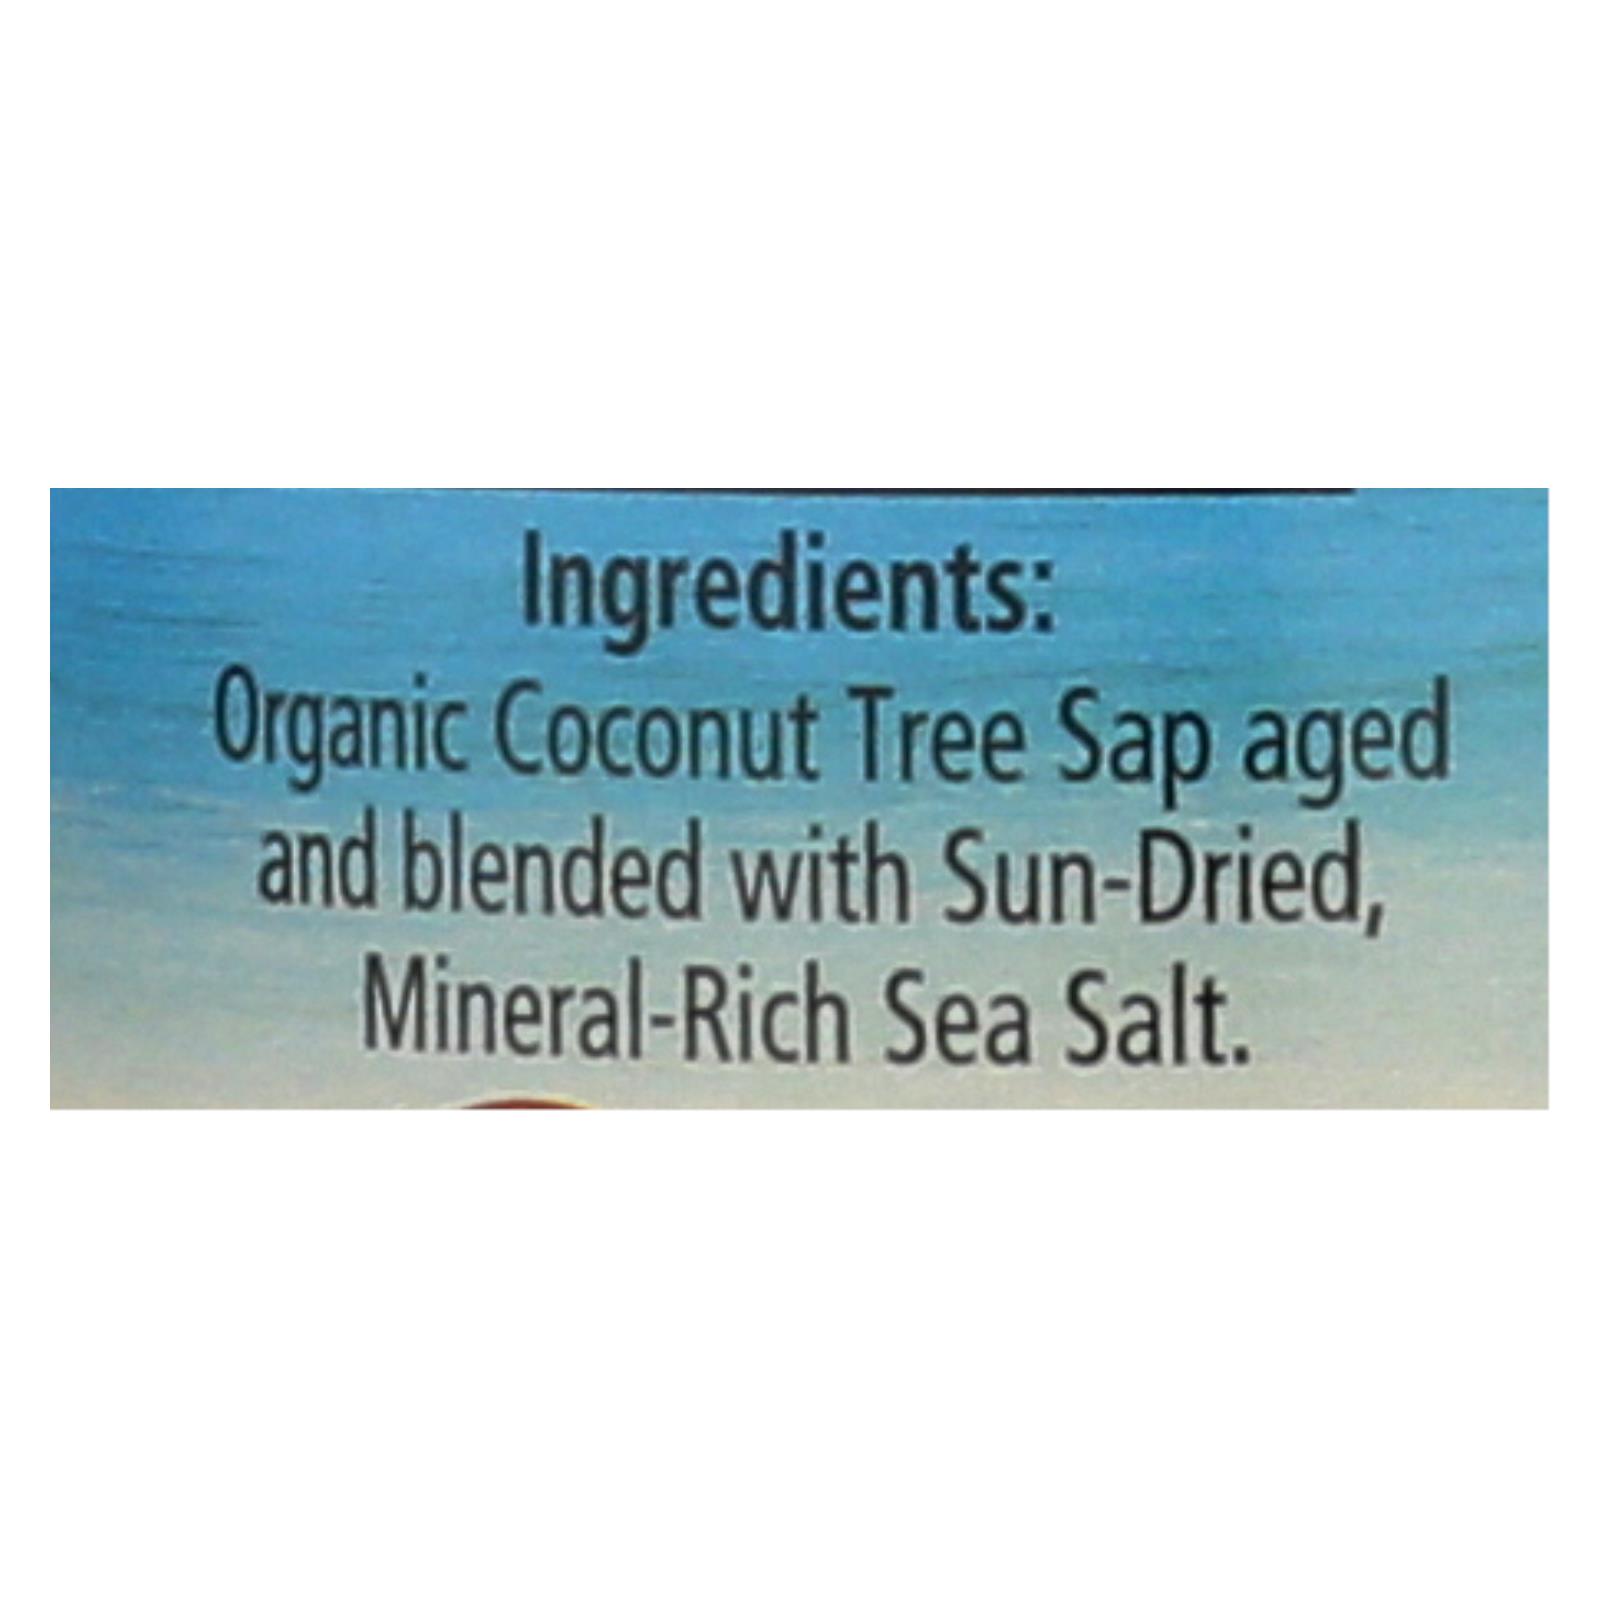 Ingredients:
Organic Coconut Tree Sap aged
and blended with Sun-Dried,
Mineral-Rich Sea Salt.